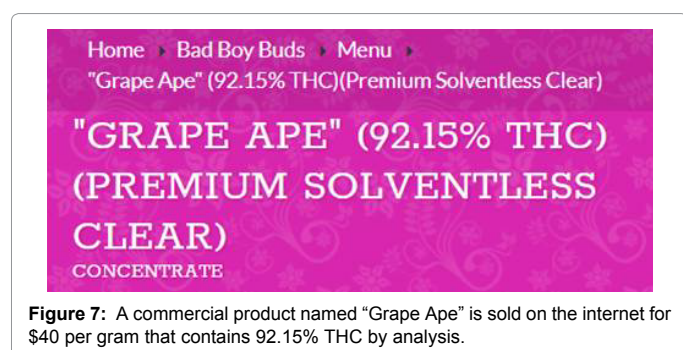 Home ▸ Bad Boy Buds ▸ Menu ▸
"Grape Ape" (92.15% THC)(Premium Solventless Clear)
"GRAPE APE" (92.15% THC)
(PREMIUM SOLVENTLESS
CLEAR)
CONCENTRATE
Figure 7: A commercial product named “Grape Ape” is sold on the internet for
$40 per gram that contains 92.15% THC by analysis.